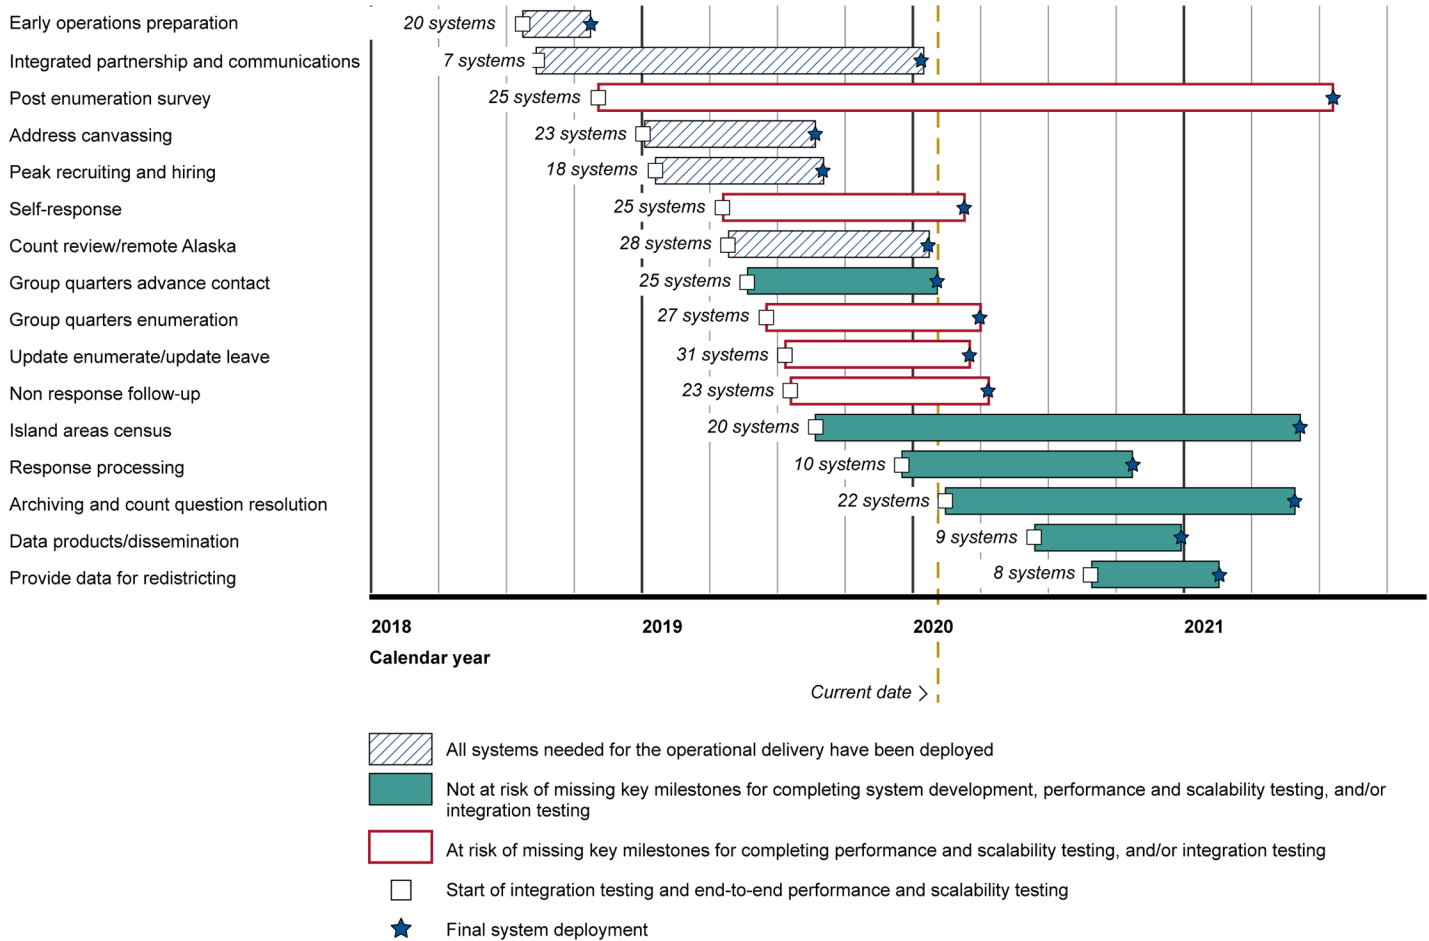 Early operations preparation 20 systems
Integrated partnership and communications 7 systems
Post enumeration survey 25 systems
Address canvassing 23 systems
Peak recruiting and hiring 18 systems
Self-response 25 systems
Count review/remote Alaska 28 systems
Group quarters advance contact 25 systems
Group quarters enumeration 27 systems
Update enumerate/update leave 31 systems
Non response follow-up 23 systems
Island areas census 20 systems
Response processing 10 systems
Archiving and count question resolution 22 systems
Data products/dissemination 9 systems
Provide data for redistricting 8 systems
2018 2019 2020 2021
Calendar year
Current date
All systems needed for the operational delivery have been deployed
Not at risk of missing key milestones for completing system development, performance and scalability testing, and/or
integration testing
At risk of missing key milestones for completing performance and scalability testing, and/or integration testing
Start of integration testing and end-to-end performance and scalability testing
Final system deployment